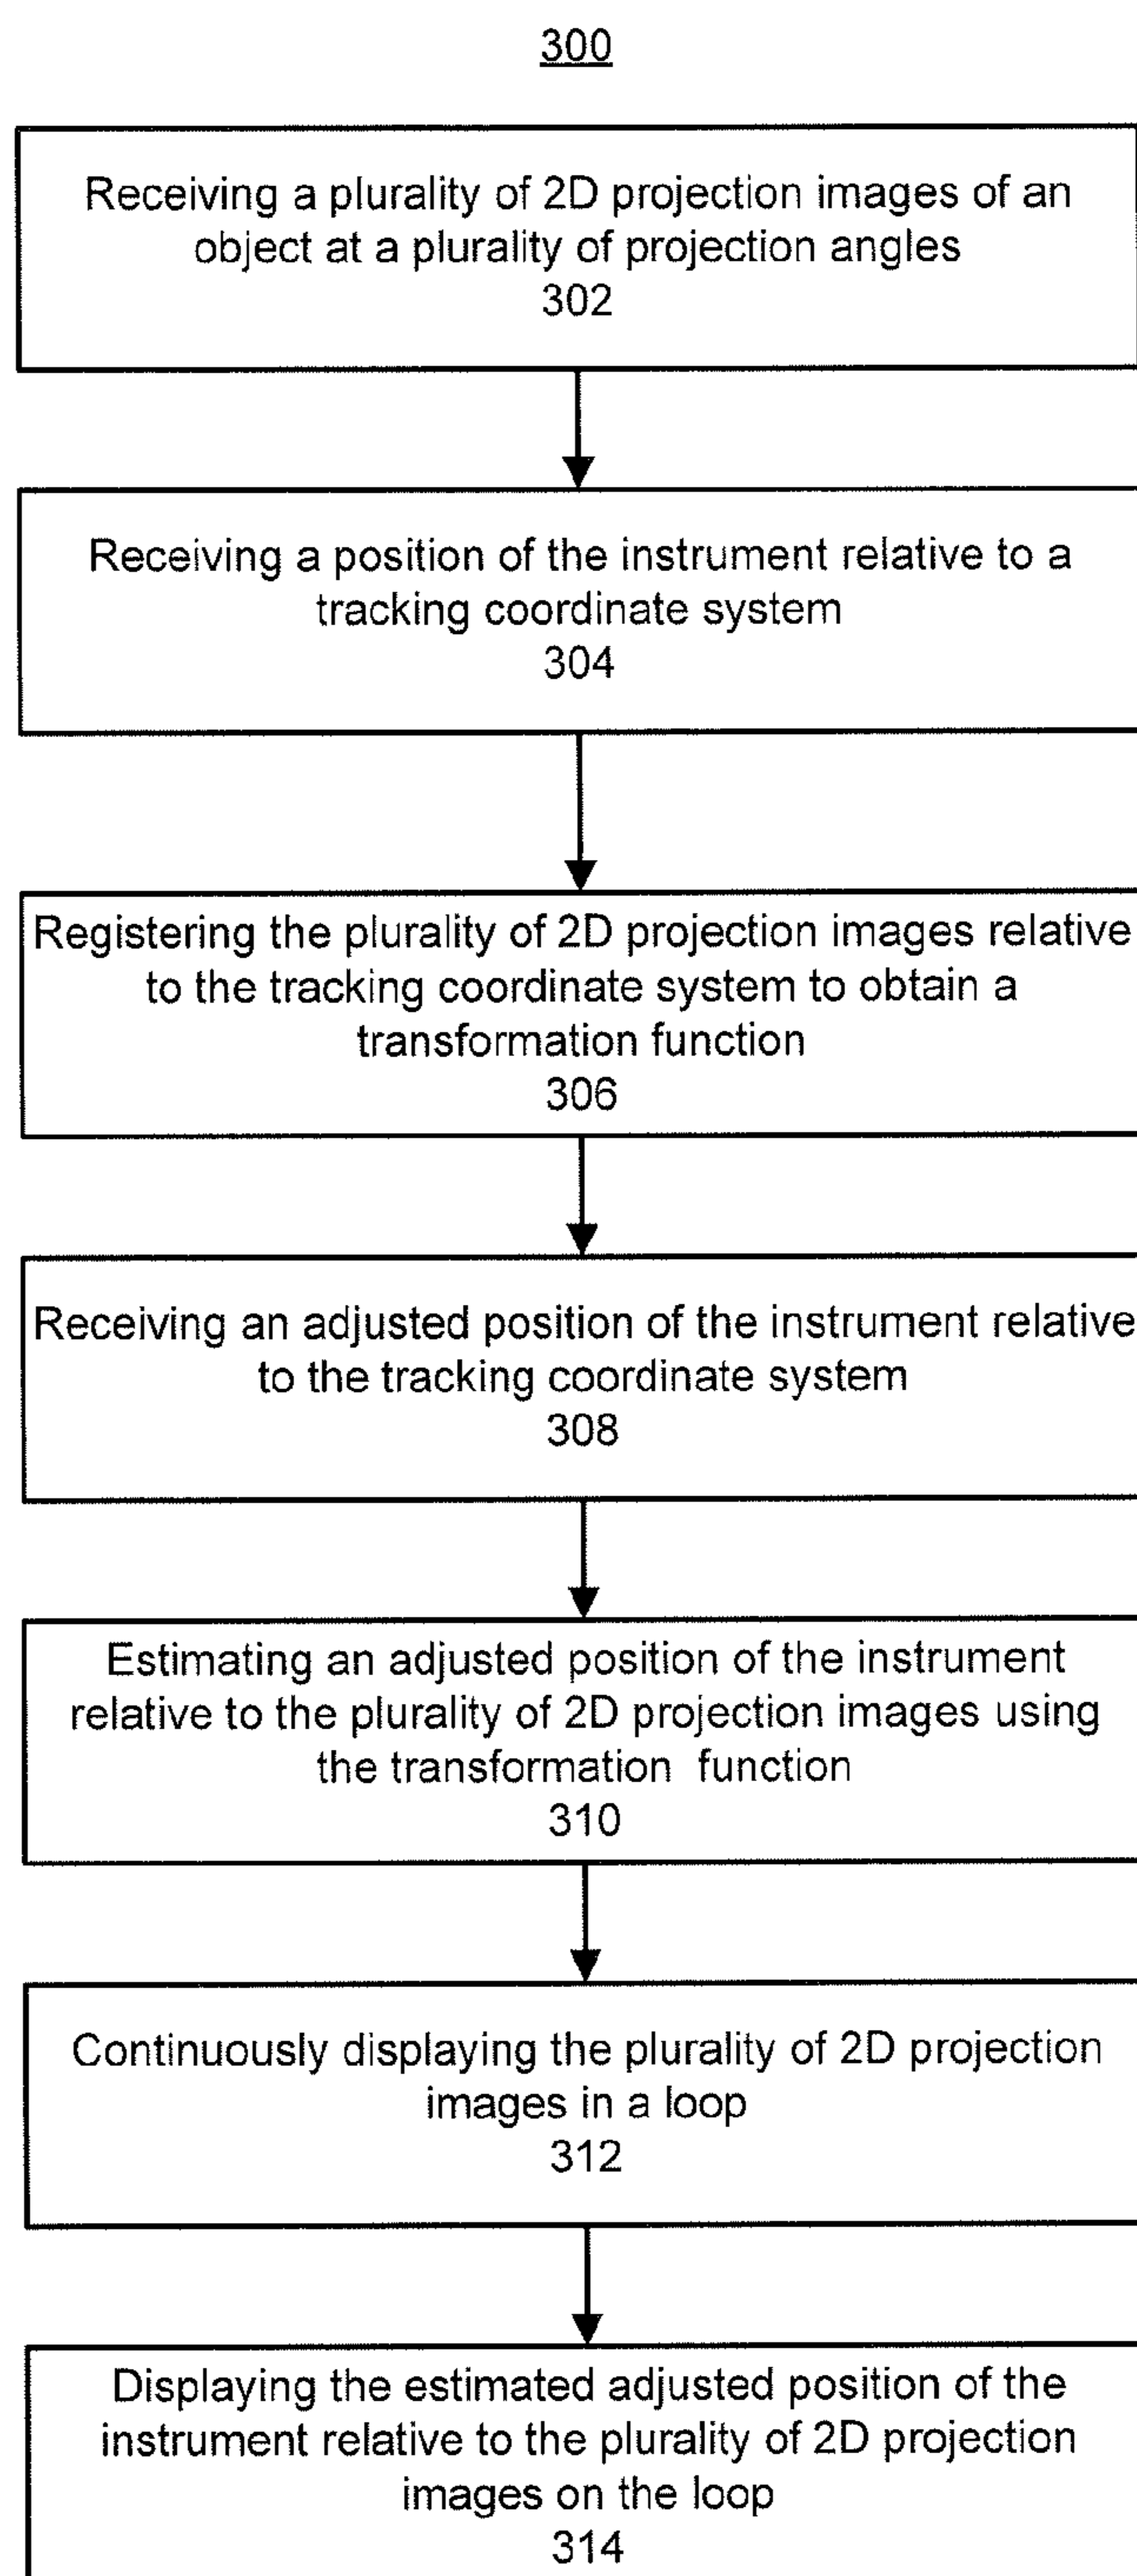 300
Receiving a plurality of 2D projection images of an
object at a plurality of projection angles
302
Receiving a position of the instrument relative to a
tracking coordinate system
304
Registering the plurality of 2D projection images relative
to the tracking coordinate system to obtain a
transformation function
306
Receiving an adjusted position of the instrument relative
to the tracking coordinate system
308
Estimating an adjusted position of the instrument
relative to the plurality of 2D projection images using
the transformation function
310
Continuously displaying the plurality of 2D projection
images in a loop
312
Displaying the estimated adjusted position of the
instrument relative to the plurality of 2D projection
images on the loop
314